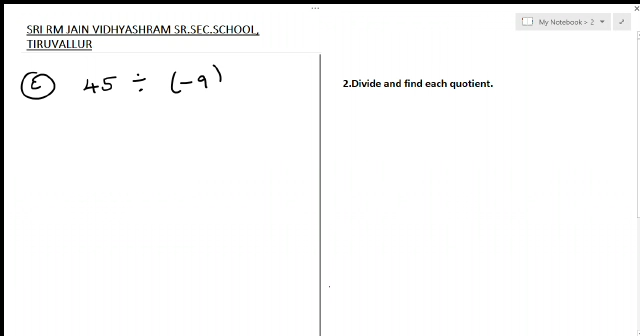 SRI RM JAIN VIDHYASHRAM SR.SEC.SCHOOL,
TIRUVALLUR
My Notebook > 2
E 45 ÷ (-9)
2.Divide and find each quotient.